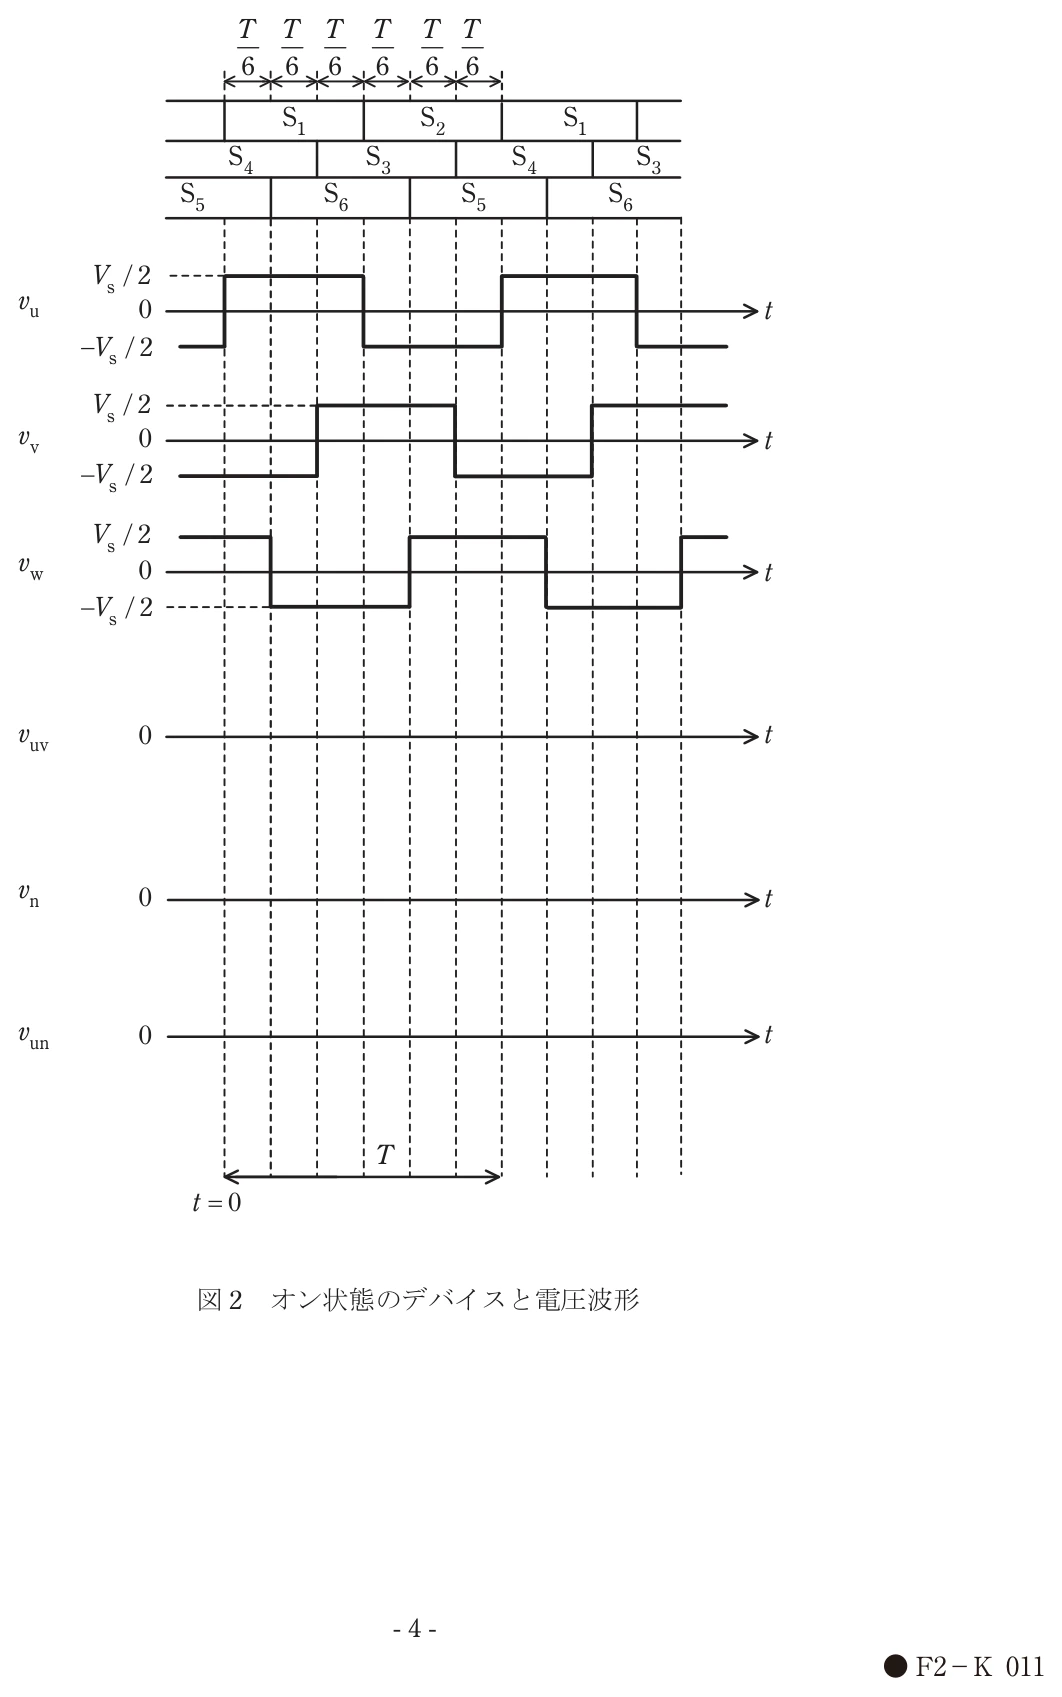 T/6 T/6 T/6 T/6 T/6 T/6
S1 S2 S1
S4 S3 S4 S3
S5 S6 S5 S6
Vs / 2
vu 0 t
−Vs / 2
Vs / 2
vv 0 t
−Vs / 2
Vs / 2
vw 0 t
−Vs / 2
vuv 0 t
vn 0 t
vun 0 t
T
t = 0
図 2　オン状態のデバイスと電圧波形
- 4 -
● F2−K 011